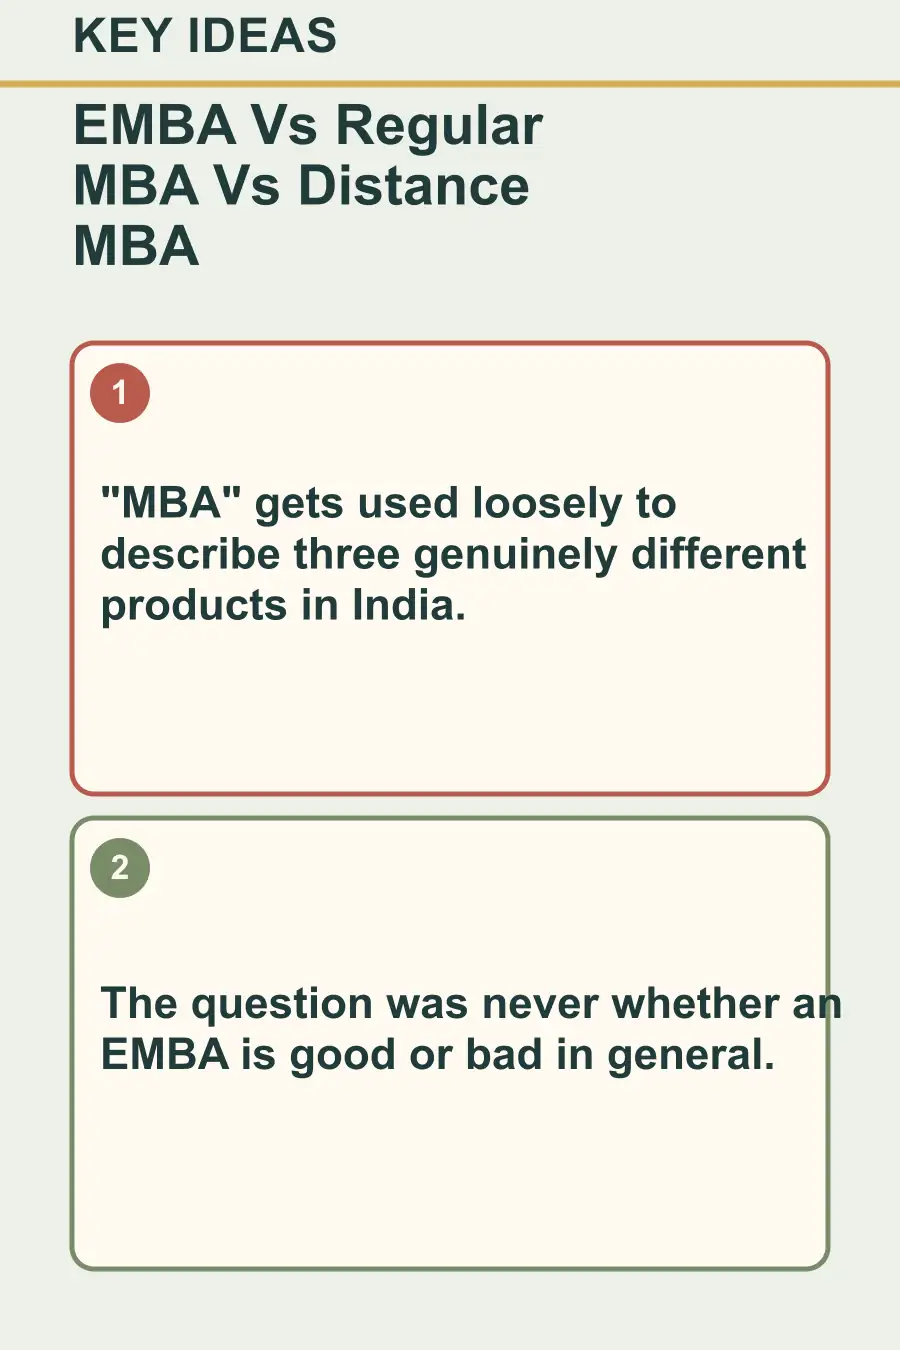 KEY IDEAS
EMBA Vs Regular
MBA Vs Distance
MBA
1
"MBA" gets used loosely to
describe three genuinely different
products in India.
2
The question was never whether an
EMBA is good or bad in general.